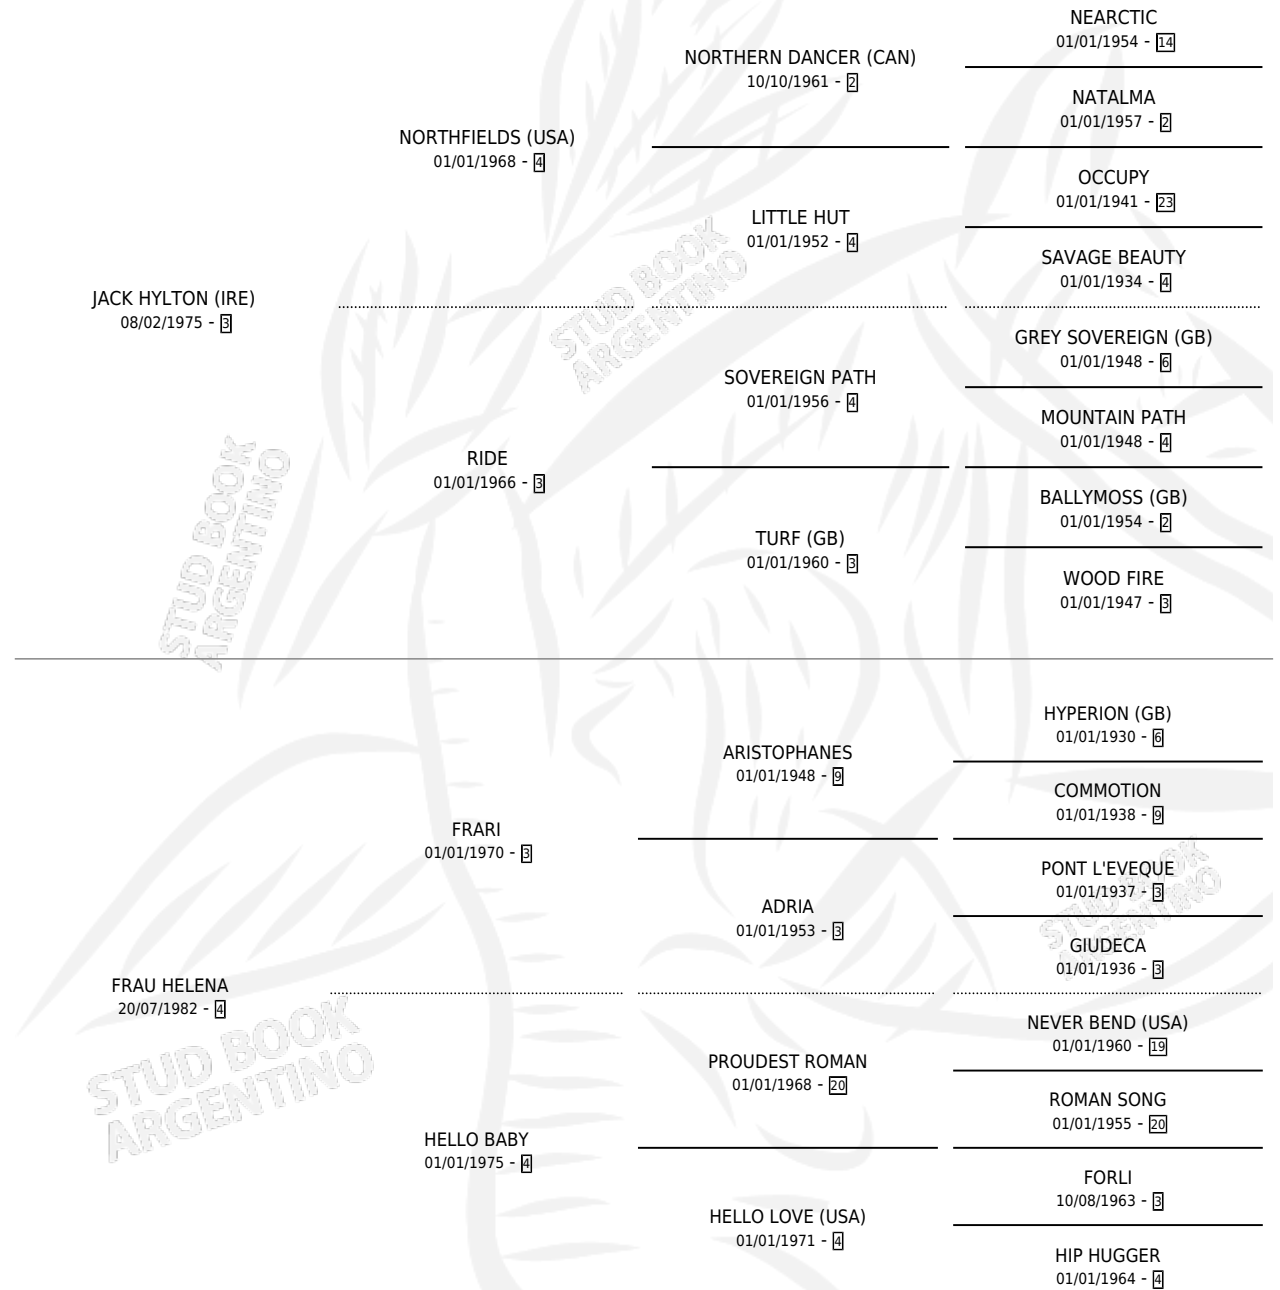 NEARCTIC
01/01/1954 - 14
NORTHERN DANCER (CAN)
10/10/1961 - 2
NATALMA
01/01/1957 - 2
NORTHFIELDS (USA)
01/01/1968 - 4
OCCUPY
01/01/1941 - 23
LITTLE HUT
01/01/1952 - 4
SAVAGE BEAUTY
01/01/1934 - 4
JACK HYLTON (IRE)
08/02/1975 - 3
GREY SOVEREIGN (GB)
01/01/1948 - 6
SOVEREIGN PATH
01/01/1956 - 4
MOUNTAIN PATH
01/01/1948 - 4
RIDE
01/01/1966 - 3
BALLYMOSS (GB)
01/01/1954 - 2
TURF (GB)
01/01/1960 - 3
WOOD FIRE
01/01/1947 - 3
HYPERION (GB)
01/01/1930 - 6
ARISTOPHANES
01/01/1948 - 9
COMMOTION
01/01/1938 - 9
FRARI
01/01/1970 - 3
PONT L'EVEQUE
01/01/1937 - 3
ADRIA
01/01/1953 - 3
GIUDECA
01/01/1936 - 3
FRAU HELENA
20/07/1982 - 4
NEVER BEND (USA)
01/01/1960 - 19
PROUDEST ROMAN
01/01/1968 - 20
ROMAN SONG
01/01/1955 - 20
HELLO BABY
01/01/1975 - 4
FORLI
10/08/1963 - 3
HELLO LOVE (USA)
01/01/1971 - 4
HIP HUGGER
01/01/1964 - 4
STUD BOOK
ARGENTINO
STUD BOOK
ARGENTINO
STUD BOOK
ARGENTINO
STUD BOOK
ARGENTINO